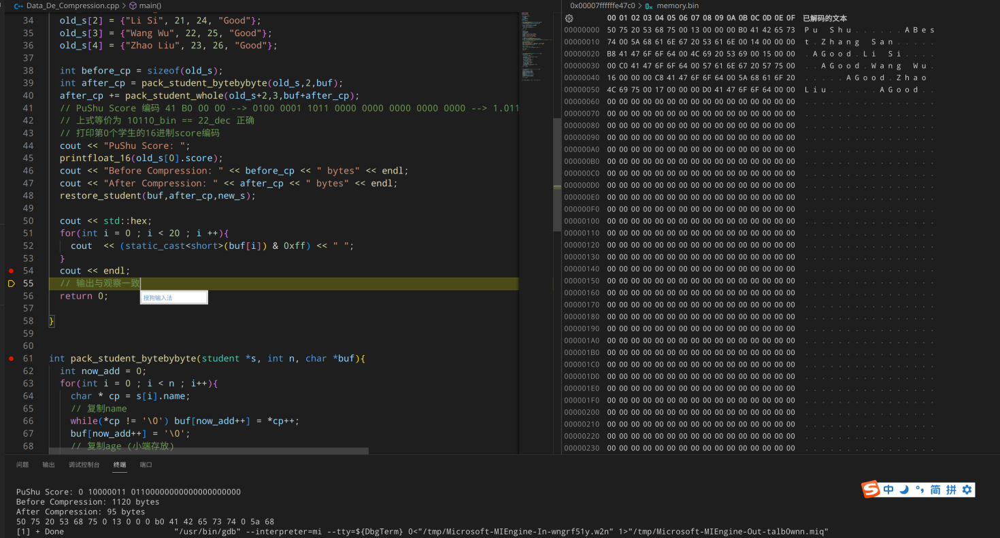 Data_De_Compression.cpp > main()
34 old_s[2] = {"Li Si", 21, 24, "Good"};
35 old_s[3] = {"Wang Wu", 22, 25, "Good"};
36 old_s[4] = {"Zhao Liu", 23, 26, "Good"};
37
38 int before_cp = sizeof(old_s);
39 int after_cp = pack_student_bytebybyte(old_s,2,buf);
40 after_cp += pack_student_whole(old_s+2,3,buf+after_cp);
41 // PuShu Score 编码 41 B0 00 00 --> 0100 0001 1011 0000 0000 0000 0000 0000 --> 1.011
42 // 上式等价为 10110_bin == 22_dec 正确
43 // 打印第0个学生的16进制score编码
44 cout << "PuShu Score: ";
45 printfloat_16(old_s[0].score);
46 cout << "Before Compression: " << before_cp << " bytes" << endl;
47 cout << "After Compression: " << after_cp << " bytes" << endl;
48 restore_student(buf,after_cp,new_s);
49
50 cout << std::hex;
51 for(int i = 0 ; i < 20 ; i ++){
52 cout  << (static_cast<short>(buf[i]) & 0xff) << " ";
53 }
54 cout << endl;
55 // 输出与观察一致
搜狗输入法
56 return 0;
57
58 }
59
60
61 int pack_student_bytebybyte(student *s, int n, char *buf){
62 int now_add = 0;
63 for(int i = 0 ; i < n ; i++){
64 char * cp = s[i].name;
65 // 复制name
66 while(*cp != '\0') buf[now_add++] = *cp++;
67 buf[now_add++] = '\0';
68 // 复制age (小端存放)
0x00007ffffffe47c0 > memory.bin
00 01 02 03 04 05 06 07 08 09 0A 0B 0C 0D 0E 0F 已解码的文本
00000000 50 75 20 53 68 75 00 13 00 00 00 B0 41 42 65 73 P u   S h u . . . . . . A B e s
00000010 74 00 5A 68 61 6E 67 20 53 61 6E 00 14 00 00 00 t . Z h a n g   S a n . . . . .
00000020 B8 41 47 6F 6F 64 00 4C 69 20 53 69 00 15 00 00 . A G o o d . L i   S i . . . .
00000030 00 C0 41 47 6F 6F 64 00 57 61 6E 67 20 57 75 00 . . A G o o d . W a n g   W u .
00000040 16 00 00 00 C8 41 47 6F 6F 64 00 5A 68 61 6F 20 . . . . . A G o o d . Z h a o
00000050 4C 69 75 00 17 00 00 00 D0 41 47 6F 6F 64 00 00 L i u . . . . . . A G o o d . .
00000060 00 00 00 00 00 00 00 00 00 00 00 00 00 00 00 00 . . . . . . . . . . . . . . . .
00000070 00 00 00 00 00 00 00 00 00 00 00 00 00 00 00 00 . . . . . . . . . . . . . . . .
00000080 00 00 00 00 00 00 00 00 00 00 00 00 00 00 00 00 . . . . . . . . . . . . . . . .
00000090 00 00 00 00 00 00 00 00 00 00 00 00 00 00 00 00 . . . . . . . . . . . . . . . .
000000A0 00 00 00 00 00 00 00 00 00 00 00 00 00 00 00 00 . . . . . . . . . . . . . . . .
000000B0 00 00 00 00 00 00 00 00 00 00 00 00 00 00 00 00 . . . . . . . . . . . . . . . .
000000C0 00 00 00 00 00 00 00 00 00 00 00 00 00 00 00 00 . . . . . . . . . . . . . . . .
000000D0 00 00 00 00 00 00 00 00 00 00 00 00 00 00 00 00 . . . . . . . . . . . . . . . .
000000E0 00 00 00 00 00 00 00 00 00 00 00 00 00 00 00 00 . . . . . . . . . . . . . . . .
000000F0 00 00 00 00 00 00 00 00 00 00 00 00 00 00 00 00 . . . . . . . . . . . . . . . .
00000100 00 00 00 00 00 00 00 00 00 00 00 00 00 00 00 00 . . . . . . . . . . . . . . . .
00000110 00 00 00 00 00 00 00 00 00 00 00 00 00 00 00 00 . . . . . . . . . . . . . . . .
00000120 00 00 00 00 00 00 00 00 00 00 00 00 00 00 00 00 . . . . . . . . . . . . . . . .
00000130 00 00 00 00 00 00 00 00 00 00 00 00 00 00 00 00 . . . . . . . . . . . . . . . .
00000140 00 00 00 00 00 00 00 00 00 00 00 00 00 00 00 00 . . . . . . . . . . . . . . . .
00000150 00 00 00 00 00 00 00 00 00 00 00 00 00 00 00 00 . . . . . . . . . . . . . . . .
00000160 00 00 00 00 00 00 00 00 00 00 00 00 00 00 00 00 . . . . . . . . . . . . . . . .
00000170 00 00 00 00 00 00 00 00 00 00 00 00 00 00 00 00 . . . . . . . . . . . . . . . .
00000180 00 00 00 00 00 00 00 00 00 00 00 00 00 00 00 00 . . . . . . . . . . . . . . . .
00000190 00 00 00 00 00 00 00 00 00 00 00 00 00 00 00 00 . . . . . . . . . . . . . . . .
000001A0 00 00 00 00 00 00 00 00 00 00 00 00 00 00 00 00 . . . . . . . . . . . . . . . .
000001B0 00 00 00 00 00 00 00 00 00 00 00 00 00 00 00 00 . . . . . . . . . . . . . . . .
000001C0 00 00 00 00 00 00 00 00 00 00 00 00 00 00 00 00 . . . . . . . . . . . . . . . .
000001D0 00 00 00 00 00 00 00 00 00 00 00 00 00 00 00 00 . . . . . . . . . . . . . . . .
000001E0 00 00 00 00 00 00 00 00 00 00 00 00 00 00 00 00 . . . . . . . . . . . . . . . .
000001F0 00 00 00 00 00 00 00 00 00 00 00 00 00 00 00 00 . . . . . . . . . . . . . . . .
00000200 00 00 00 00 00 00 00 00 00 00 00 00 00 00 00 00 . . . . . . . . . . . . . . . .
00000210 00 00 00 00 00 00 00 00 00 00 00 00 00 00 00 00 . . . . . . . . . . . . . . . .
00000220 00 00 00 00 00 00 00 00 00 00 00 00 00 00 00 00 . . . . . . . . . . . . . . . .
00000230 00 00 00 00 00 00 00 00 00 00 00 00 00 00 00 00 . . . . . . . . . . . . . . . .
问题 输出 调试控制台 终端 端口
PuShu Score: 0 10000011 01100000000000000000000
Before Compression: 1120 bytes
After Compression: 95 bytes
50 75 20 53 68 75 0 13 0 0 0 b0 41 42 65 73 74 0 5a 68
[1] + Done "/usr/bin/gdb" --interpreter=mi --tty=${DbgTerm} 0<"/tmp/Microsoft-MIEngine-In-wngrf51y.w2n" 1>"/tmp/Microsoft-MIEngine-Out-talb0wnn.miq"
S 中 简 拼